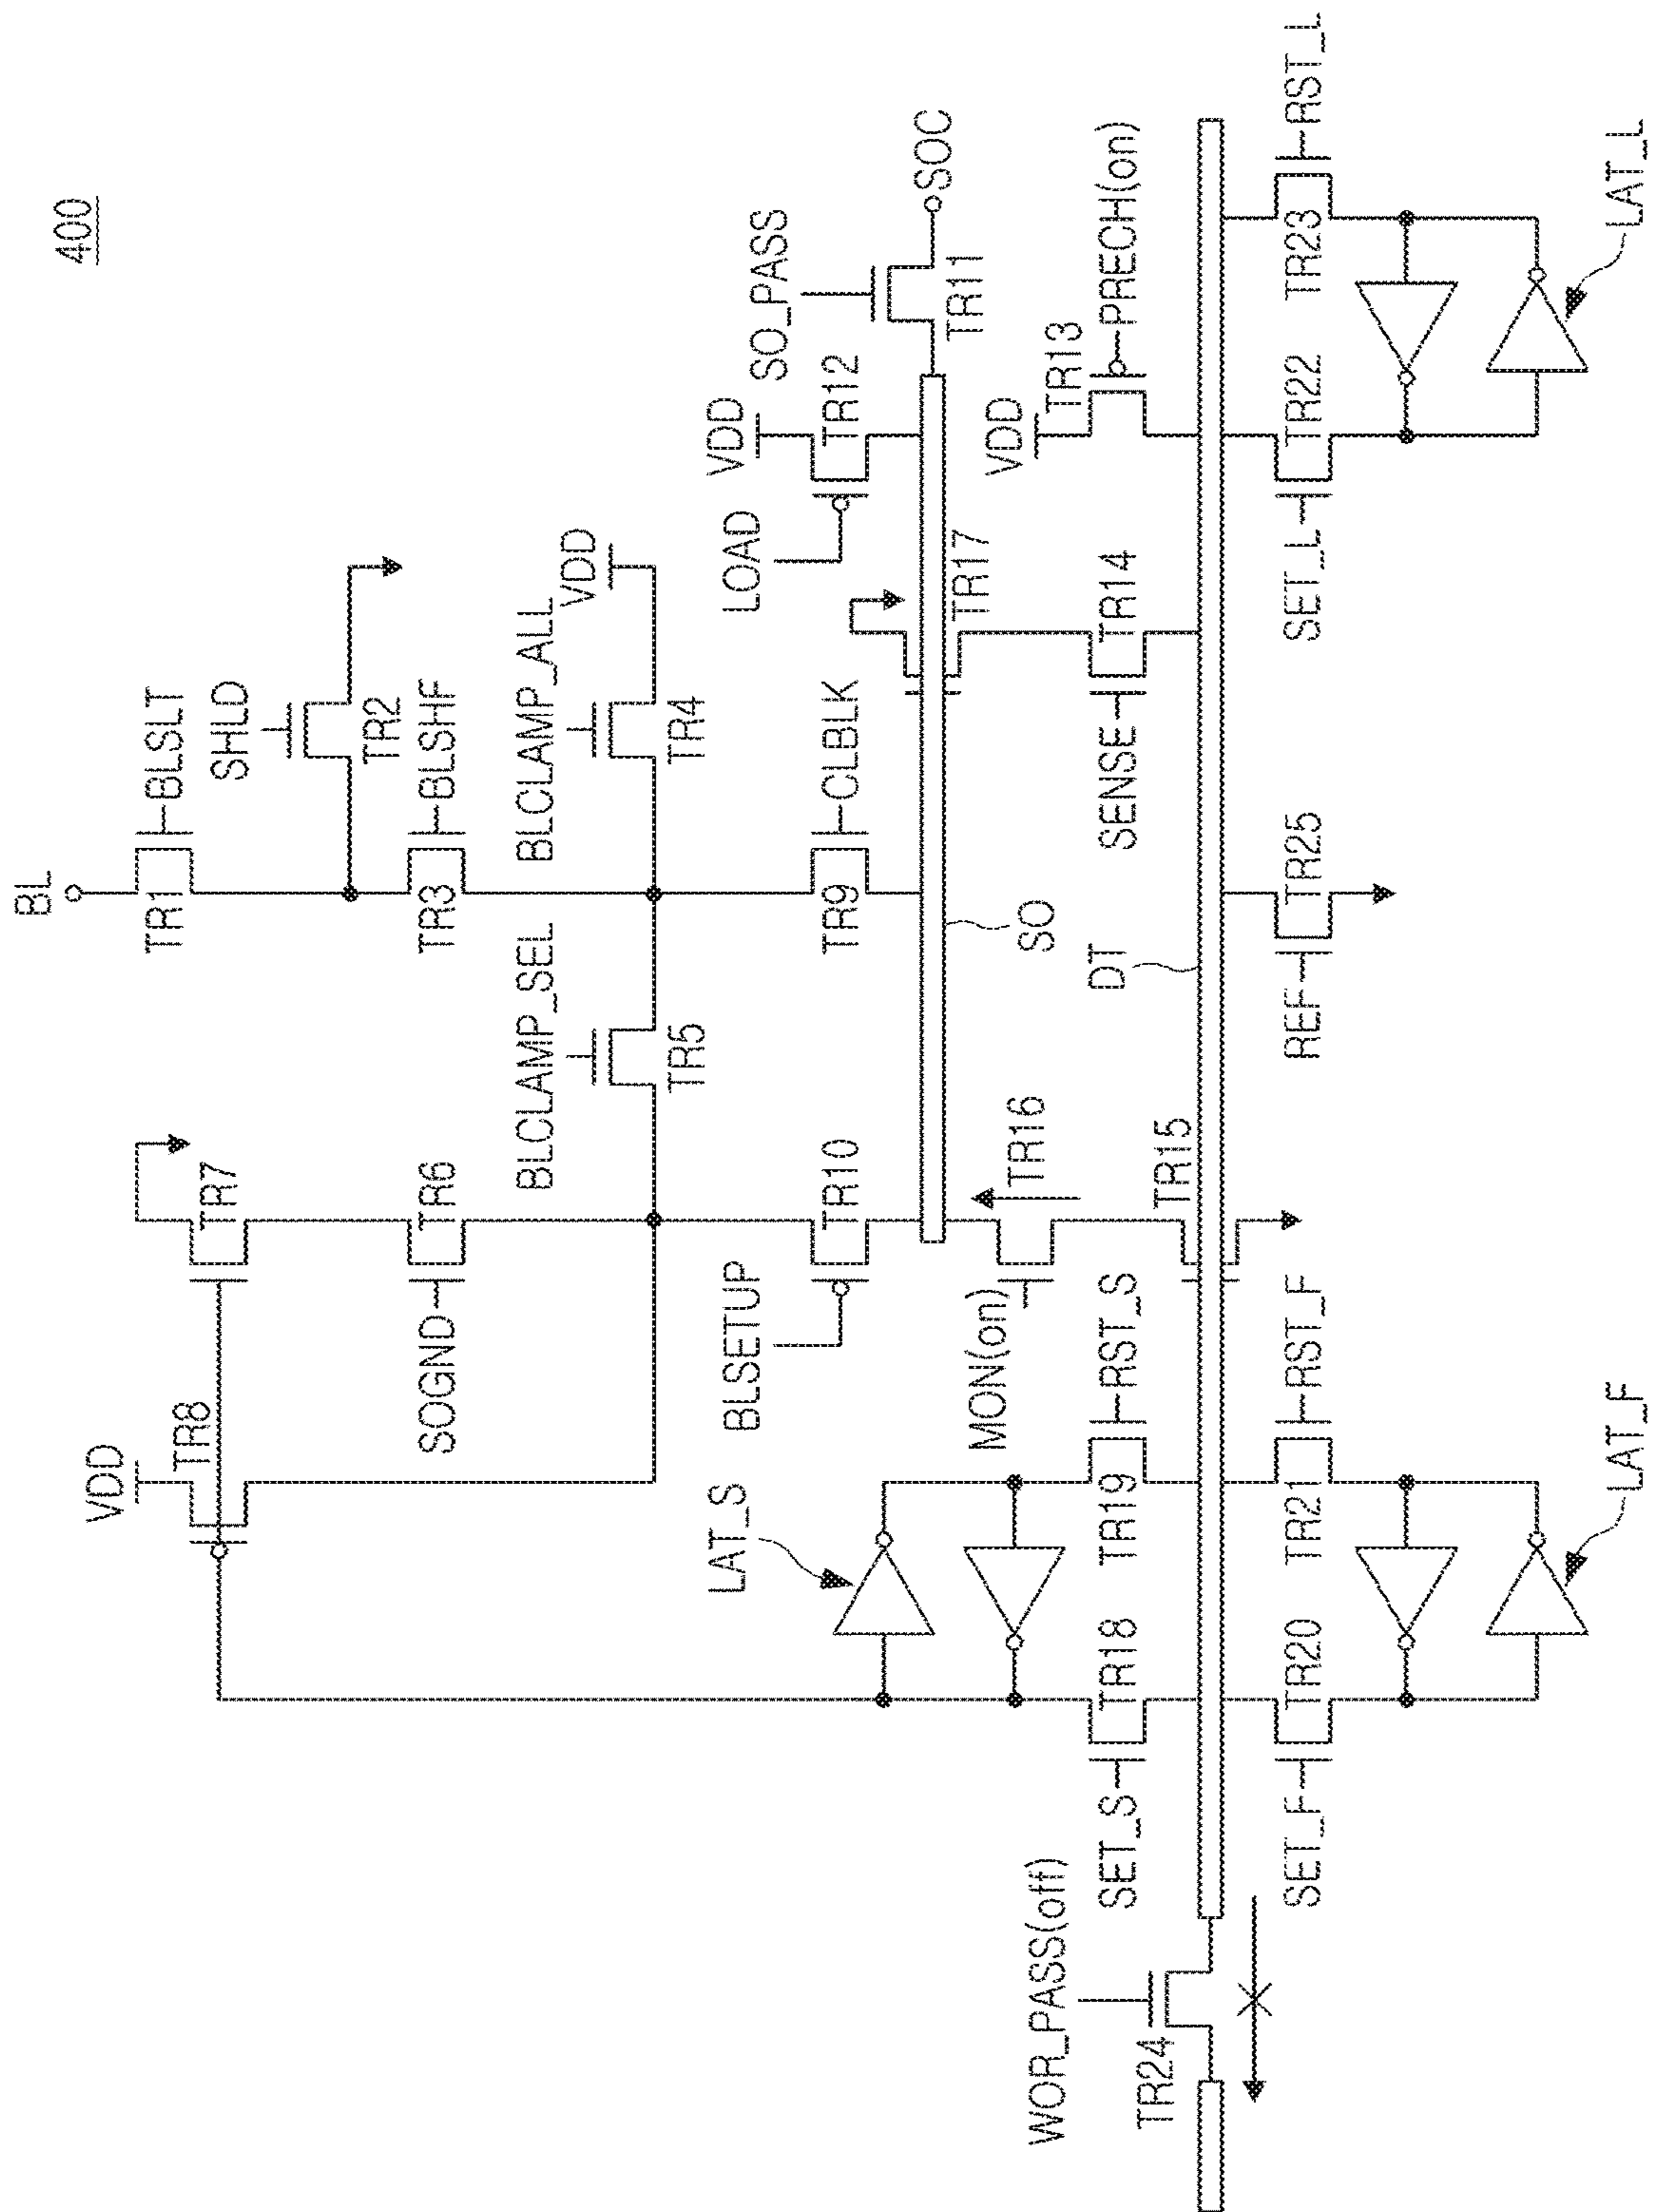 400
BL
BLSLT
TR1
SHLD
TR2
BLSHF
TR3
VDD
TR8
TR7
TR6
SOGND
BLCLAMP_SEL
TR5
BLCLAMP_ALL
TR4
VDD
BLSETUP
TR10
TR9
CLBLK
LOAD
VDD
TR12
SO_PASS
TR11
SOC
LAT_S
SO
TR17
MON(on)
TR16
SENSE
TR14
VDD
TR13
PRECH(on)
WOR_PASS(off)
TR24
SET_S
TR18
TR19
RST_S
TR15
DT
SET_F
TR20
TR21
RST_F
REF
TR25
SET_L
TR22
TR23
RST_L
LAT_F
LAT_L